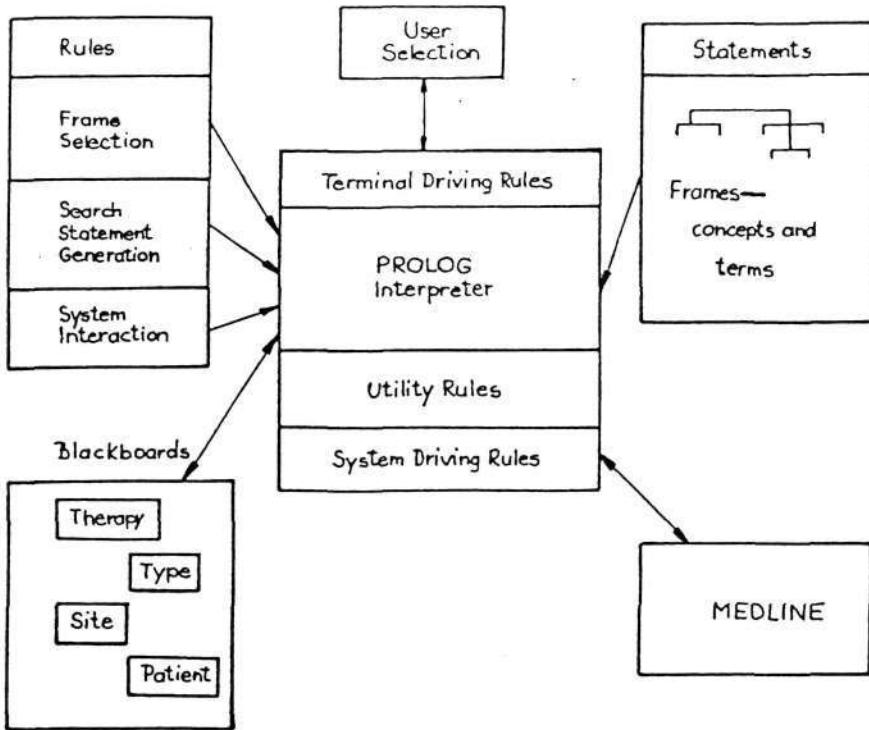 Rules
Frame
Selection
Search
Statement
Generation
System
Interaction
User
Selection
Terminal Driving Rules
PROLOG
Interpreter
Utility Rules
System Driving Rules
Statements
Frames—
concepts and
terms
Blackboards
Therapy
Type
Site
Patient
MEDLINE